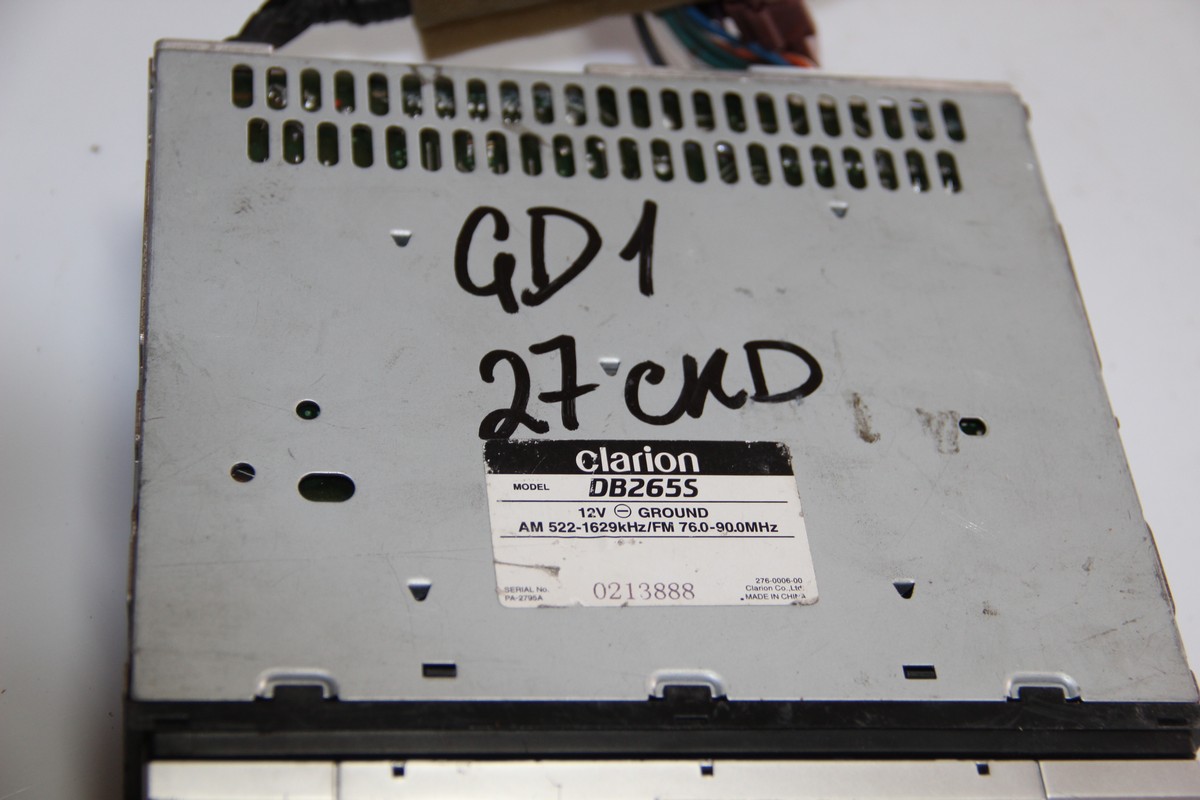 GD1
27 CKD
clarion
MODEL DB265S
12V ⊖ GROUND
AM 522-1629kHz/FM 76.0-90.0MHz
SERIAL No. 0213888 276-0006-00
PA-2795A Clarion Co.,Ltd.
MADE IN CHINA